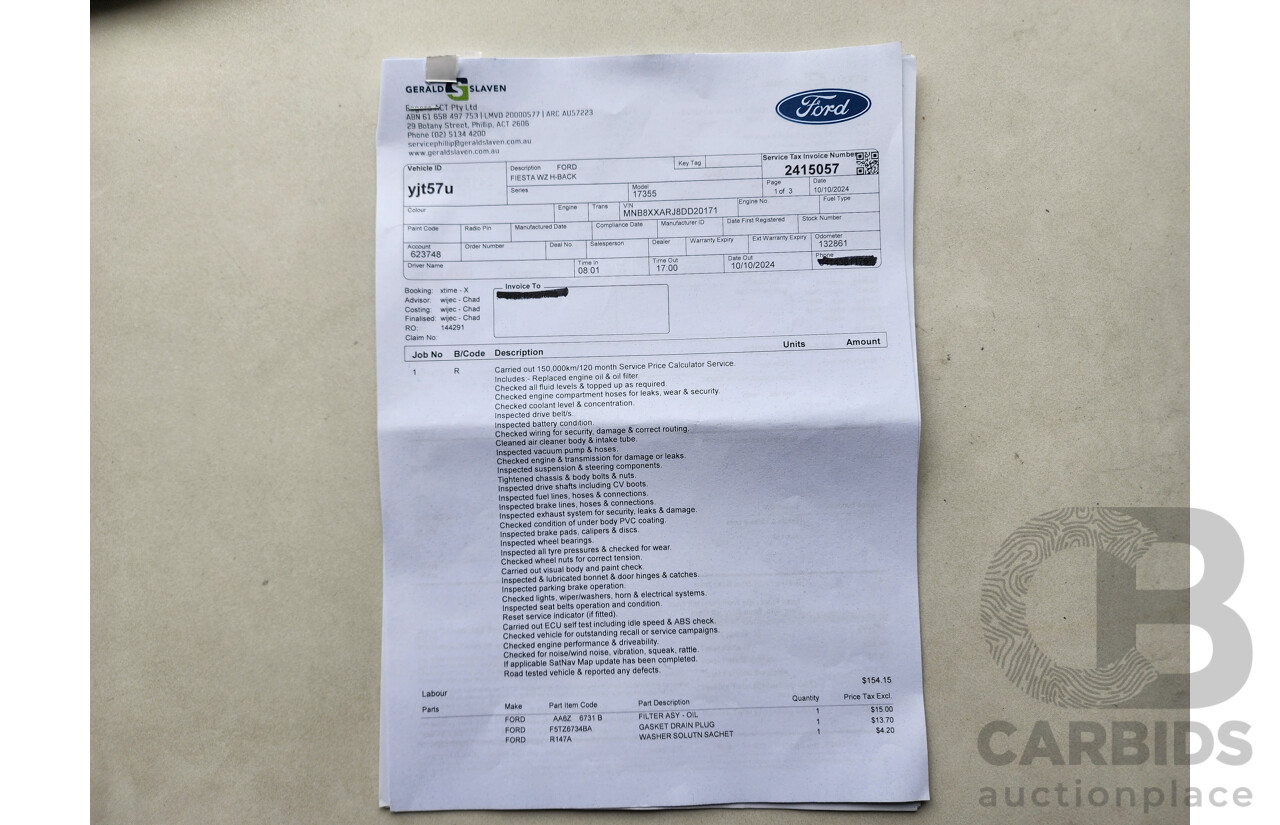 GERALD S SLAVEN
ACT Pty Ltd
ABN 61 658 497 753 | LMVD 20000577 | ARC AU57223
29 Botany Street, Phillip, ACT 2606
Phone (02) 5134 4200
servicephillip@geraldslaven.com.au
www.geraldslaven.com.au
Ford
Vehicle ID
yjt57u
Description FORD
FIESTA WZ H-BACK
Key Tag
Service Tax Invoice Number
2415057
Series
Model
17355
Page
1 of 3
Date
10/10/2024
Colour
Engine
Trans
VIN
MNB8XXARJ8DD20171
Engine No.
Fuel Type
Paint Code
Radio Pin
Manufactured Date
Compliance Date
Manufacturer ID
Date First Registered
Stock Number
Account
623748
Order Number
Deal No.
Salesperson
Dealer
Warranty Expiry
Ext Warranty Expiry
Odometer
132861
Driver Name
Time In
08:01
Time Out
17:00
Date Out
10/10/2024
Phone
Booking: xtime - X
Advisor: wijec - Chad
Costing: wijec - Chad
Finalised: wijec - Chad
RO: 144291
Claim No:
Invoice To
Job No B/Code Description Units Amount
1 R Carried out 150,000km/120 month Service Price Calculator Service.
Includes:- Replaced engine oil & oil filter.
Checked all fluid levels & topped up as required.
Checked engine compartment hoses for leaks, wear & security.
Checked coolant level & concentration.
Inspected drive belt/s.
Inspected battery condition.
Checked wiring for security, damage & correct routing.
Cleaned air cleaner body & intake tube.
Inspected vacuum pump & hoses.
Checked engine & transmission for damage or leaks.
Inspected suspension & steering components.
Tightened chassis & body bolts & nuts.
Inspected drive shafts including CV boots.
Inspected fuel lines, hoses & connections.
Inspected brake lines, hoses & connections.
Inspected exhaust system for security, leaks & damage.
Checked condition of under body PVC coating.
Inspected brake pads, calipers & discs.
Inspected wheel bearings.
Inspected all tyre pressures & checked for wear.
Checked wheel nuts for correct tension.
Carried out visual body and paint check.
Inspected & lubricated bonnet & door hinges & catches.
Inspected parking brake operation.
Checked lights, wiper/washers, horn & electrical systems.
Inspected seat belts operation and condition.
Reset service indicator (if fitted).
Carried out ECU self test including idle speed & ABS check.
Checked vehicle for outstanding recall or service campaigns.
Checked engine performance & driveability.
Checked for noise/wind noise, vibration, squeak, rattle.
If applicable SatNav Map update has been completed.
Road tested vehicle & reported any defects.
Labour $154.15
Parts Make Part Item Code Part Description Quantity Price Tax Excl.
FORD AA6Z 6731 B FILTER ASY - OIL 1 $15.00
FORD F5TZ6734BA GASKET DRAIN PLUG 1 $13.70
FORD R147A WASHER SOLUTN SACHET 1 $4.20
CB
CARBIDS
auctionplace